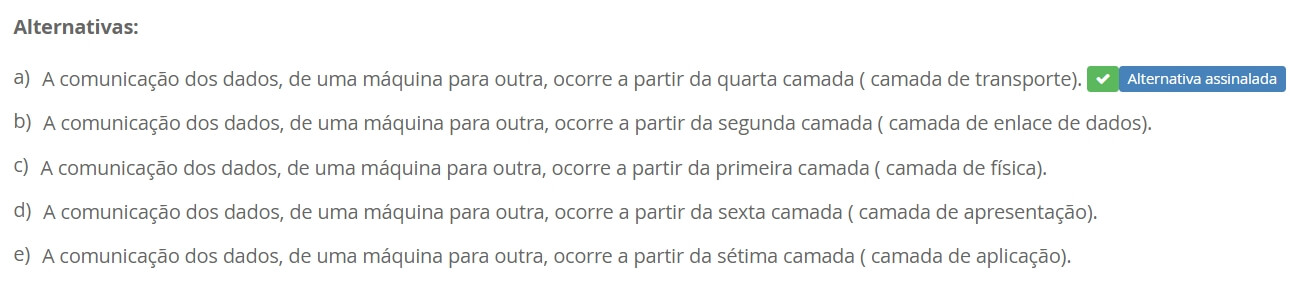 Alternativas:
a) A comunicação dos dados, de uma máquina para outra, ocorre a partir da quarta camada ( camada de transporte). Alternativa assinalada
b) A comunicação dos dados, de uma máquina para outra, ocorre a partir da segunda camada ( camada de enlace de dados).
c) A comunicação dos dados, de uma máquina para outra, ocorre a partir da primeira camada ( camada de física).
d) A comunicação dos dados, de uma máquina para outra, ocorre a partir da sexta camada ( camada de apresentação).
e) A comunicação dos dados, de uma máquina para outra, ocorre a partir da sétima camada ( camada de aplicação).